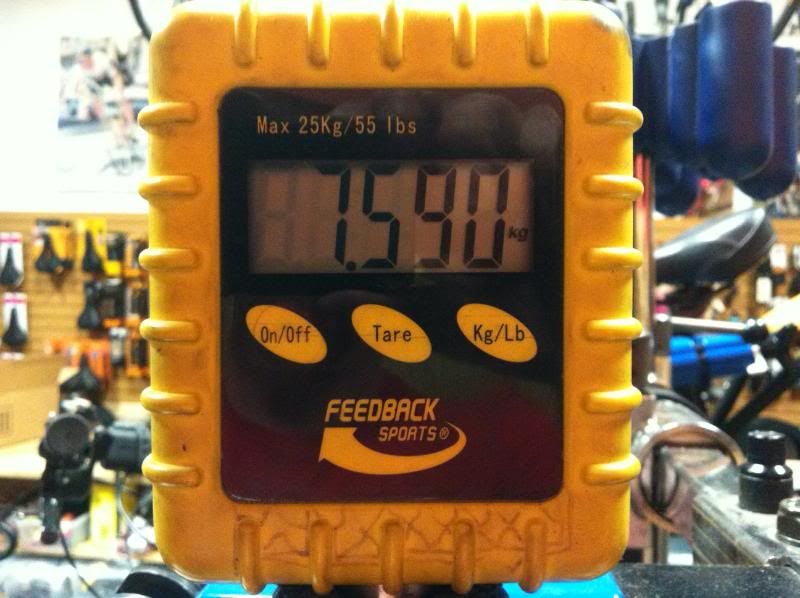 Max 25Kg/55 lbs
7.590 kg
On/Off Tare Kg/Lb
FEEDBACK
SPORTS®